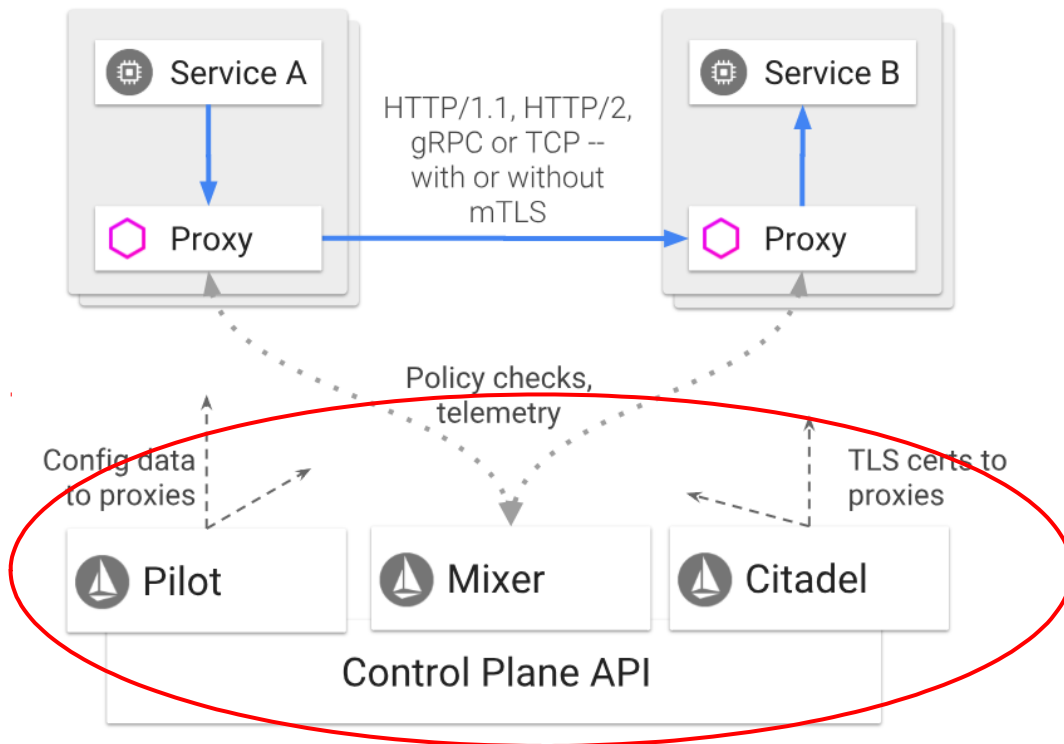 Service A
Service B
HTTP/1.1, HTTP/2,
gRPC or TCP --
with or without
mTLS
Proxy
Proxy
Policy checks,
telemetry
Config data
to proxies
TLS certs to
proxies
Pilot
Mixer
Citadel
Control Plane API